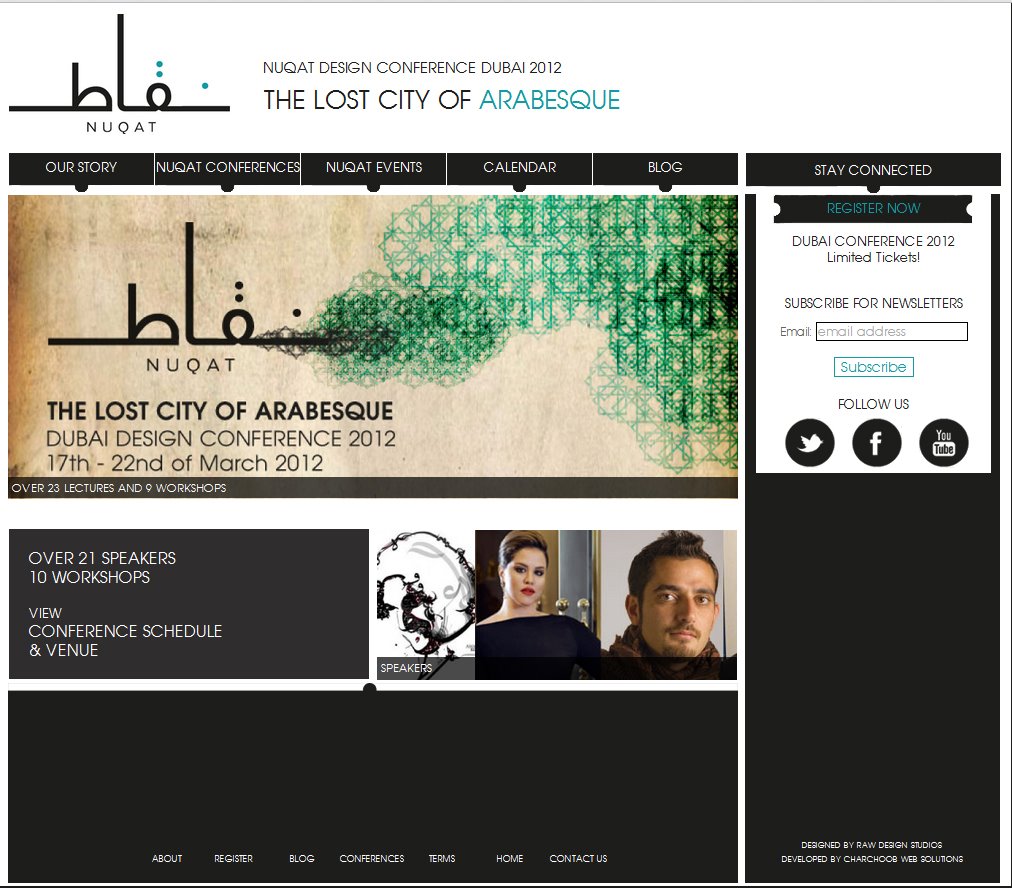 نقاط
NUQAT
NUQAT DESIGN CONFERENCE DUBAI 2012
THE LOST CITY OF ARABESQUE
OUR STORY
NUQAT CONFERENCES
NUQAT EVENTS
CALENDAR
BLOG
STAY CONNECTED
نقاط
NUQAT
THE LOST CITY OF ARABESQUE
DUBAI DESIGN CONFERENCE 2012
17th - 22nd of March 2012
OVER 23 LECTURES AND 9 WORKSHOPS
REGISTER NOW
DUBAI CONFERENCE 2012
Limited Tickets!
SUBSCRIBE FOR NEWSLETTERS
Email: email address
Subscribe
FOLLOW US
You
Tube
OVER 21 SPEAKERS
10 WORKSHOPS
VIEW
CONFERENCE SCHEDULE
& VENUE
SPEAKERS
ABOUT
REGISTER
BLOG
CONFERENCES
TERMS
HOME
CONTACT US
DESIGNED BY RAW DESIGN STUDIOS
DEVELOPED BY CHARCHOOB WEB SOLUTIONS